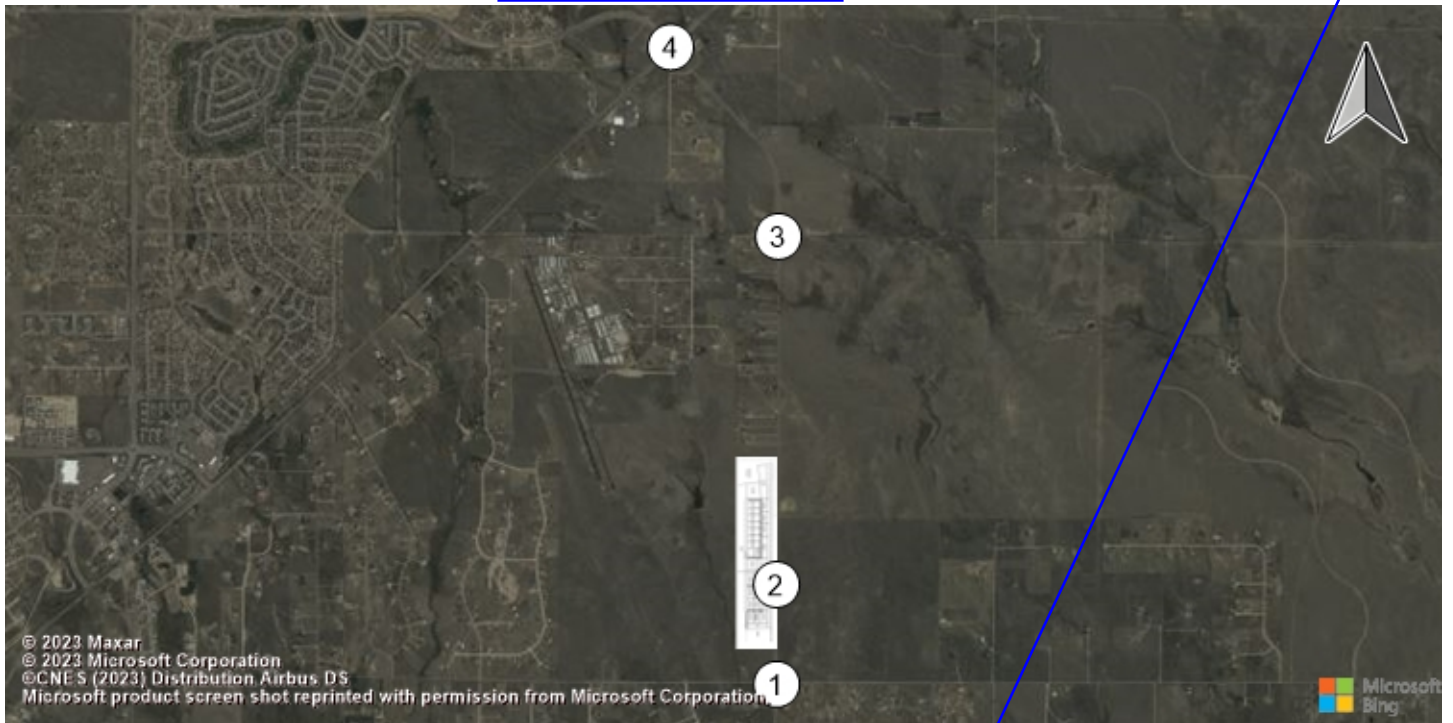 4
3
2
1
© 2023 Maxar
© 2023 Microsoft Corporation
©CNES (2023) Distribution Airbus DS
Microsoft product screen shot reprinted with permission from Microsoft Corporation
Microsoft
Bing